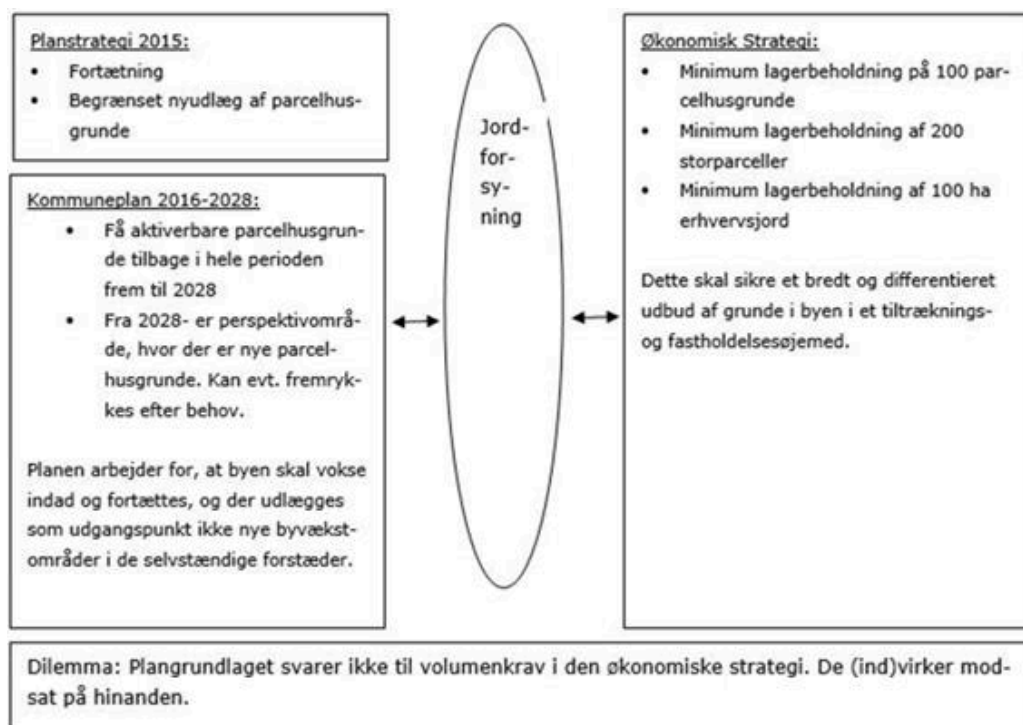 Planstrategi 2015:
• Fortætning
• Begrænset nyudlæg af parcelhus-
grunde
Kommuneplan 2016-2028:
• Få aktiverbare parcelhusgrun-
de tilbage i hele perioden
frem til 2028
• Fra 2028- er perspektivområ-
de, hvor der er nye parcel-
husgrunde. Kan evt. fremryk-
kes efter behov.
Planen arbejder for, at byen skal vokse
indad og fortættes, og der udlægges
som udgangspunkt ikke nye byvækst-
områder i de selvstændige forstæder.
Jord-
for-
sy-
ning
Økonomisk Strategi:
• Minimum lagerbeholdning på 100 par-
celhusgrunde
• Minimum lagerbeholdning af 200
storparceller
• Minimum lagerbeholdning af 100 ha
erhvervsjord
Dette skal sikre et bredt og differentieret
udbud af grunde i byen i et tiltræknings-
og fastholdelsesøjemed.
Dilemma: Plangrundlaget svarer ikke til volumenkrav i den økonomiske strategi. De (ind)virker mod-
sat på hinanden.